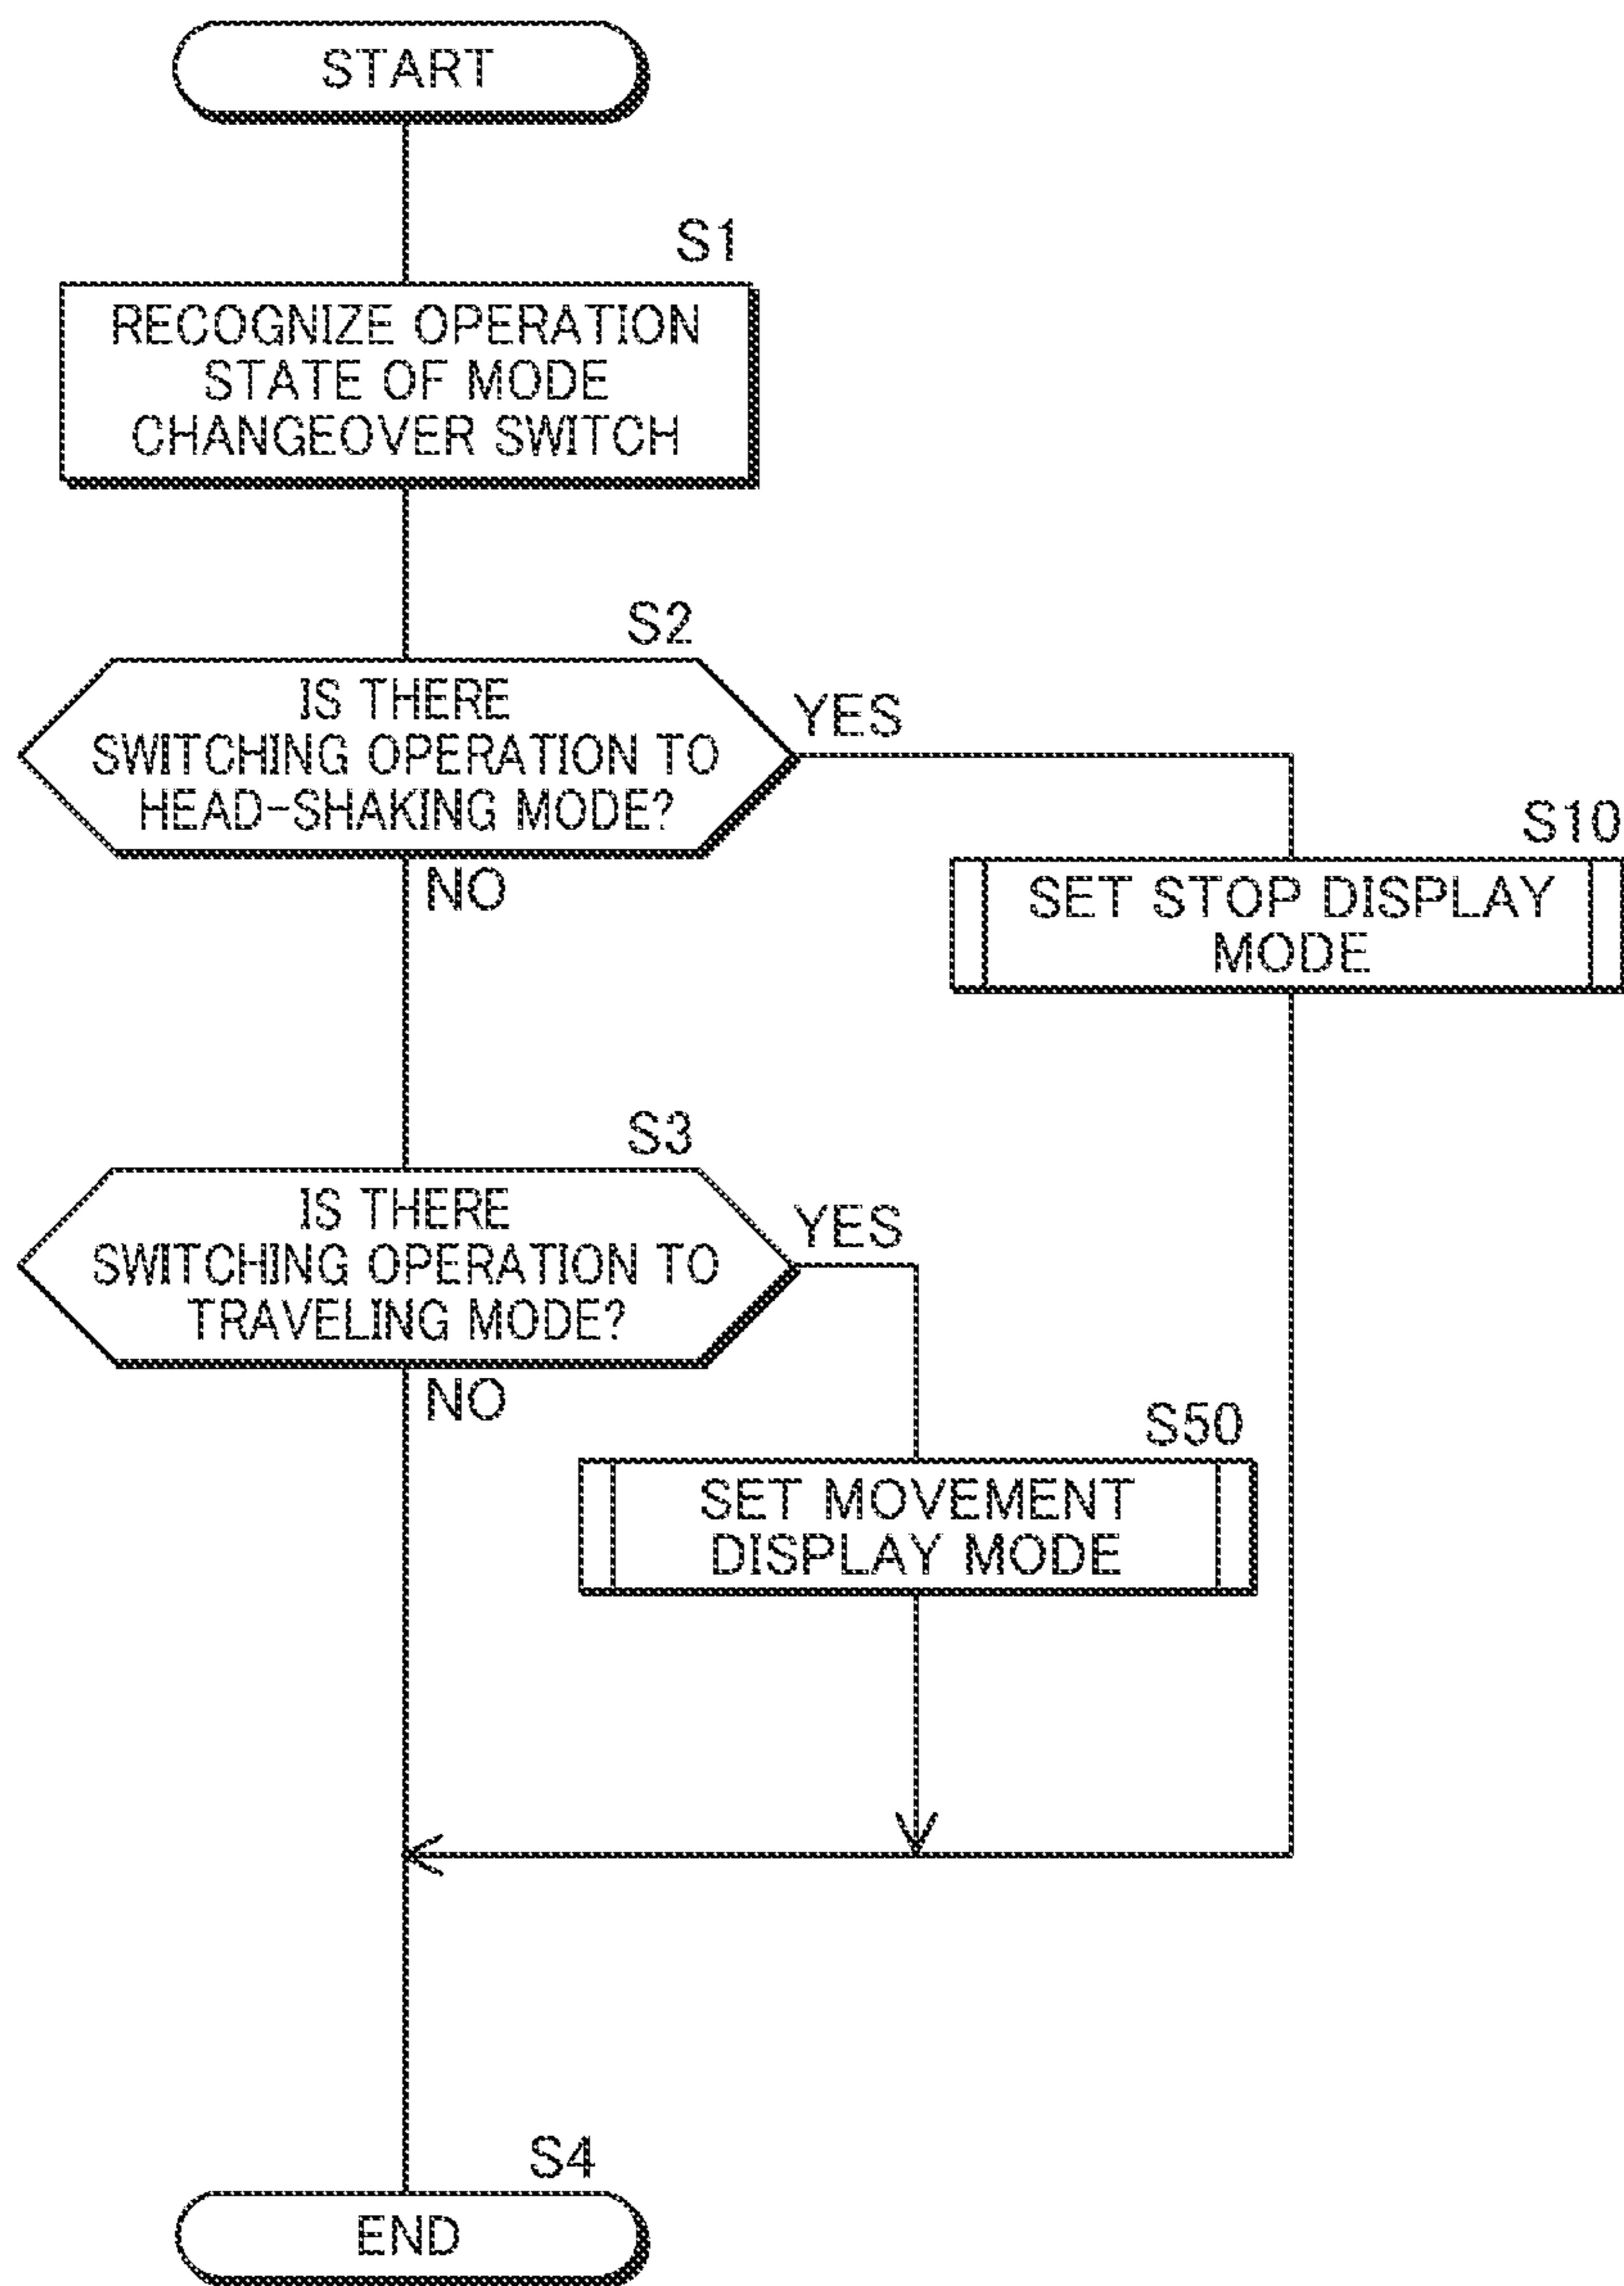 START
S1
RECOGNIZE OPERATION
STATE OF MODE
CHANGEOVER SWITCH
S2
IS THERE
SWITCHING OPERATION TO
HEAD-SHAKING MODE?
YES
NO
S10
SET STOP DISPLAY
MODE
S3
IS THERE
SWITCHING OPERATION TO
TRAVELING MODE?
YES
NO
S50
SET MOVEMENT
DISPLAY MODE
S4
END